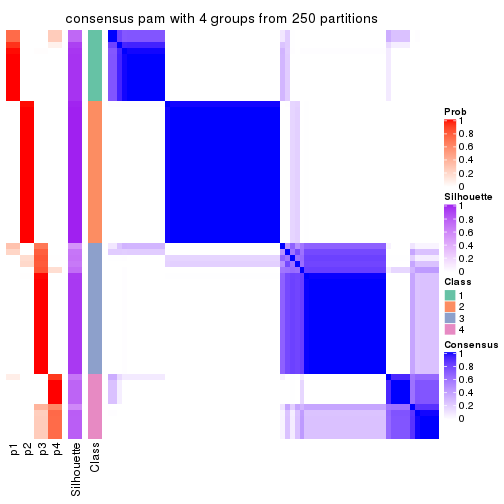 consensus pam with 4 groups from 250 partitions
Prob
1
0.8
0.6
0.4
0.2
0
Silhouette
1
0.8
0.6
0.4
0.2
0
Class
1
2
3
4
Consensus
1
0.8
0.6
0.4
0.2
0
p1
p2
p3
p4
Silhouette
Class